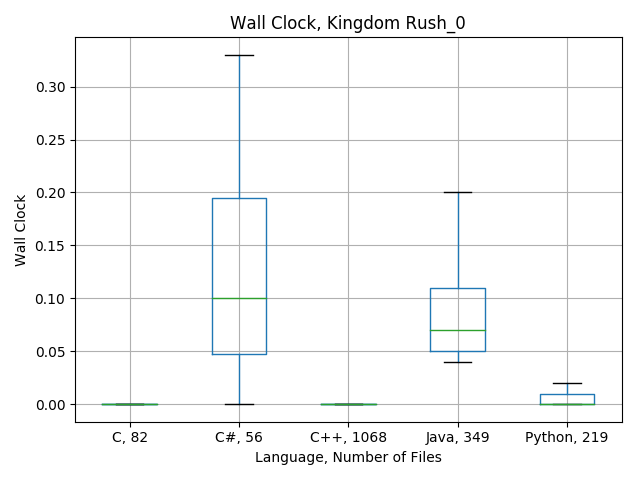 Wall Clock, Kingdom Rush_0
0.30
0.25
0.20
0.15
0.10
0.05
0.00
Wall Clock
C, 82
C#, 56
C++, 1068
Java, 349
Python, 219
Language, Number of Files